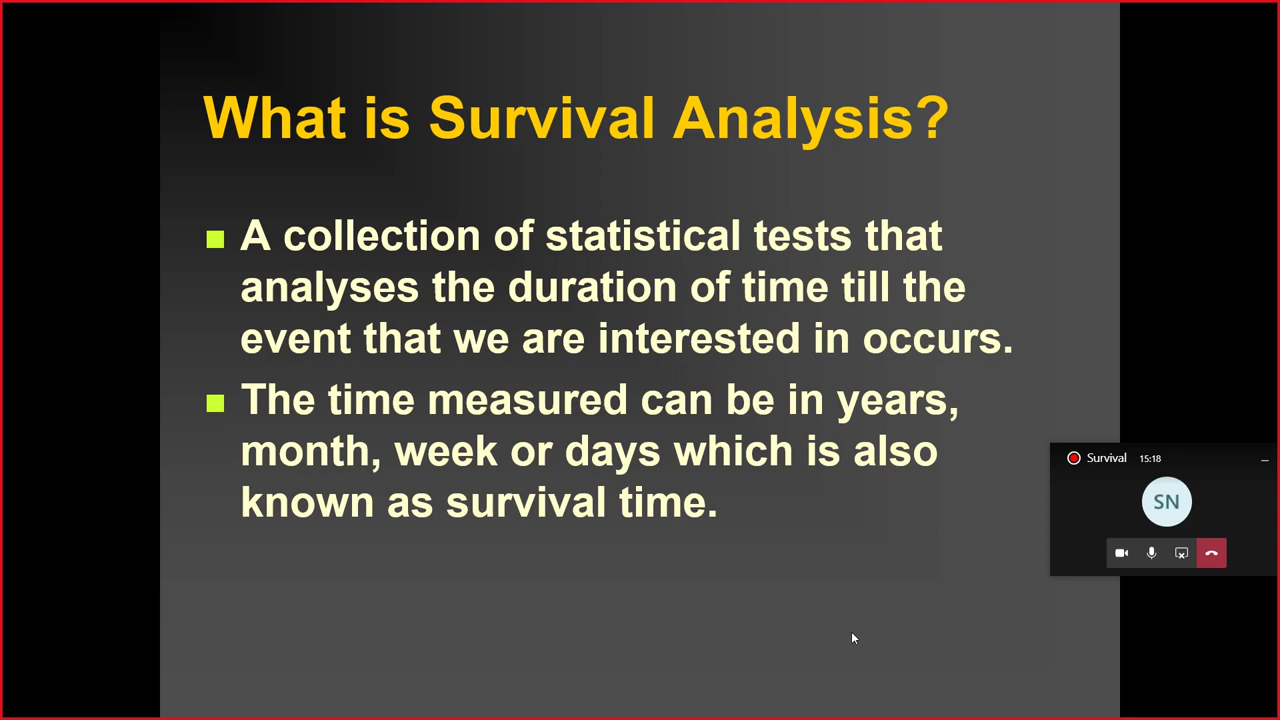 What is Survival Analysis?
A collection of statistical tests that
analyses the duration of time till the
event that we are interested in occurs.
The time measured can be in years,
month, week or days which is also
known as survival time.
Survival 15:18
SN